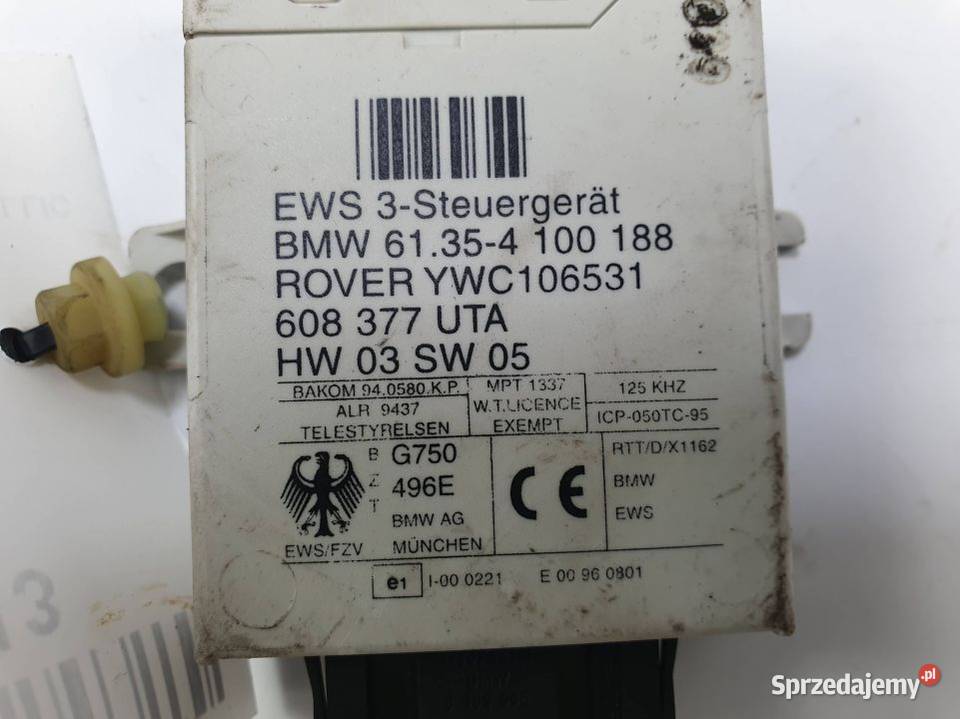 EWS 3-Steuergerät
BMW 61.35-4 100 188
ROVER YWC106531
608 377 UTA
HW 03 SW 05
BAKOM 94.0580.K.P.
ALR 9437
TELESTYRELSEN
MPT 1337
W.T.LICENCE
EXEMPT
125 KHZ
ICP-050TC-95
BZT
G750
496E
BMW AG
MÜNCHEN
EWS/FZV
CE
RTT/D/X1162
BMW
EWS
e1 I-00 0221 E 00 96 0801
13
Sprzedajemy.pl